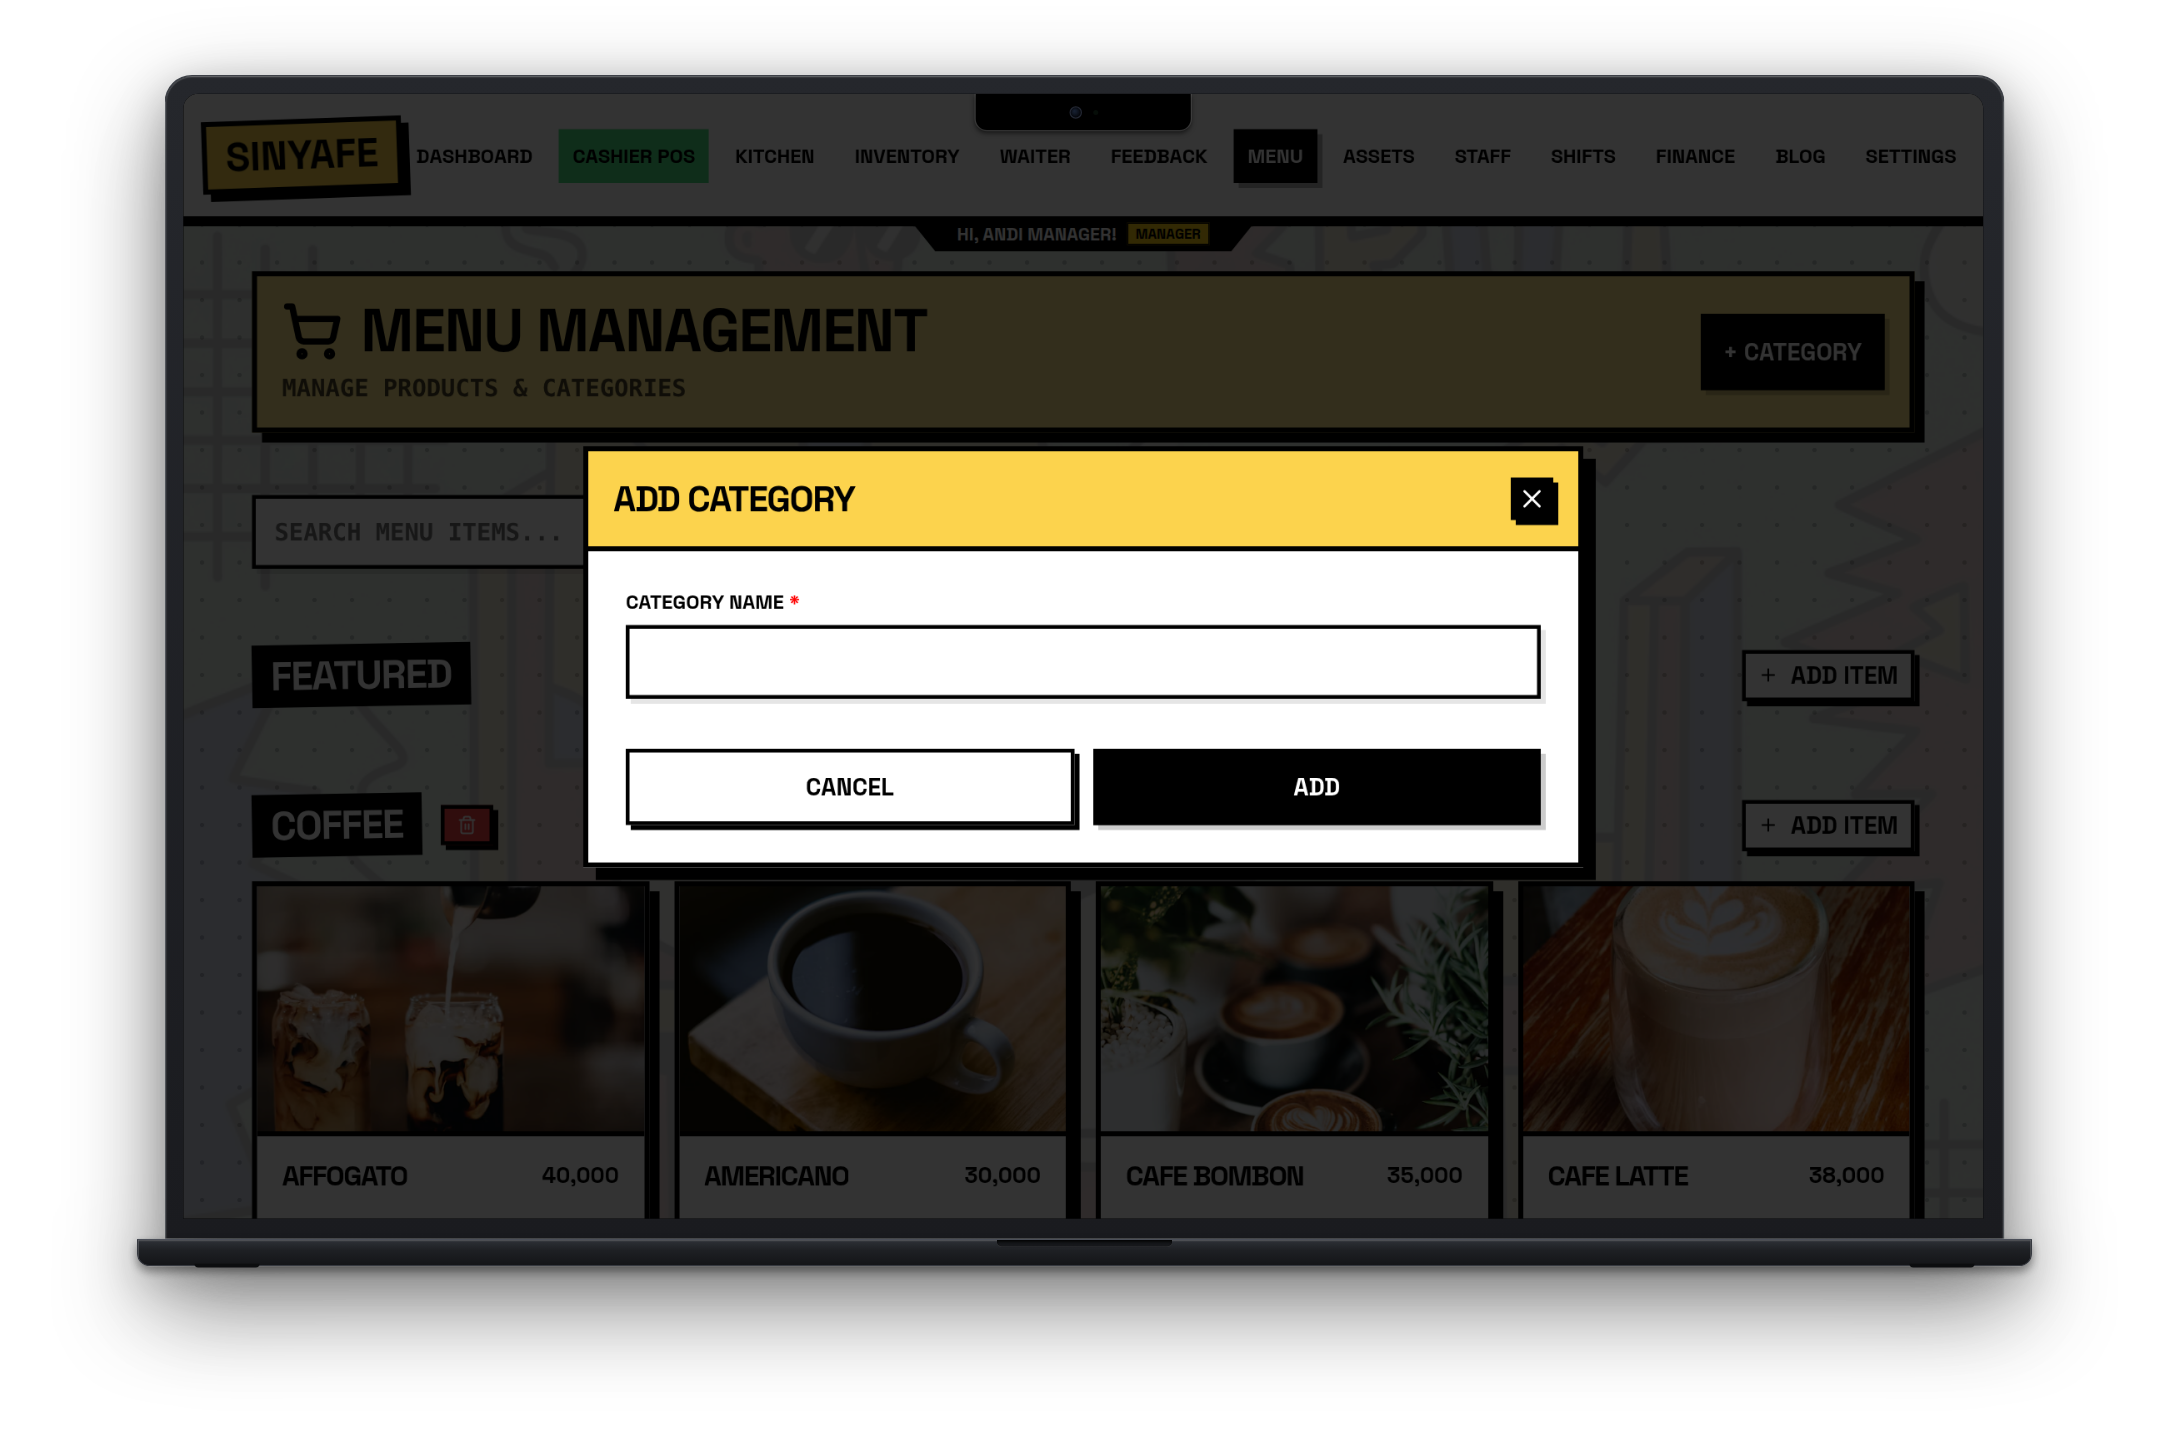 SINYAFE
DASHBOARD CASHIER POS KITCHEN INVENTORY WAITER FEEDBACK MENU ASSETS STAFF SHIFTS FINANCE BLOG SETTINGS
HI, ANDI MANAGER! MANAGER
MENU MANAGEMENT
MANAGE PRODUCTS & CATEGORIES
+ CATEGORY
ADD CATEGORY
SEARCH MENU ITEMS...
CATEGORY NAME *
FEATURED
+ ADD ITEM
CANCEL
ADD
COFFEE
+ ADD ITEM
AFFOGATO 40,000
AMERICANO 30,000
CAFE BOMBON 35,000
CAFE LATTE 38,000